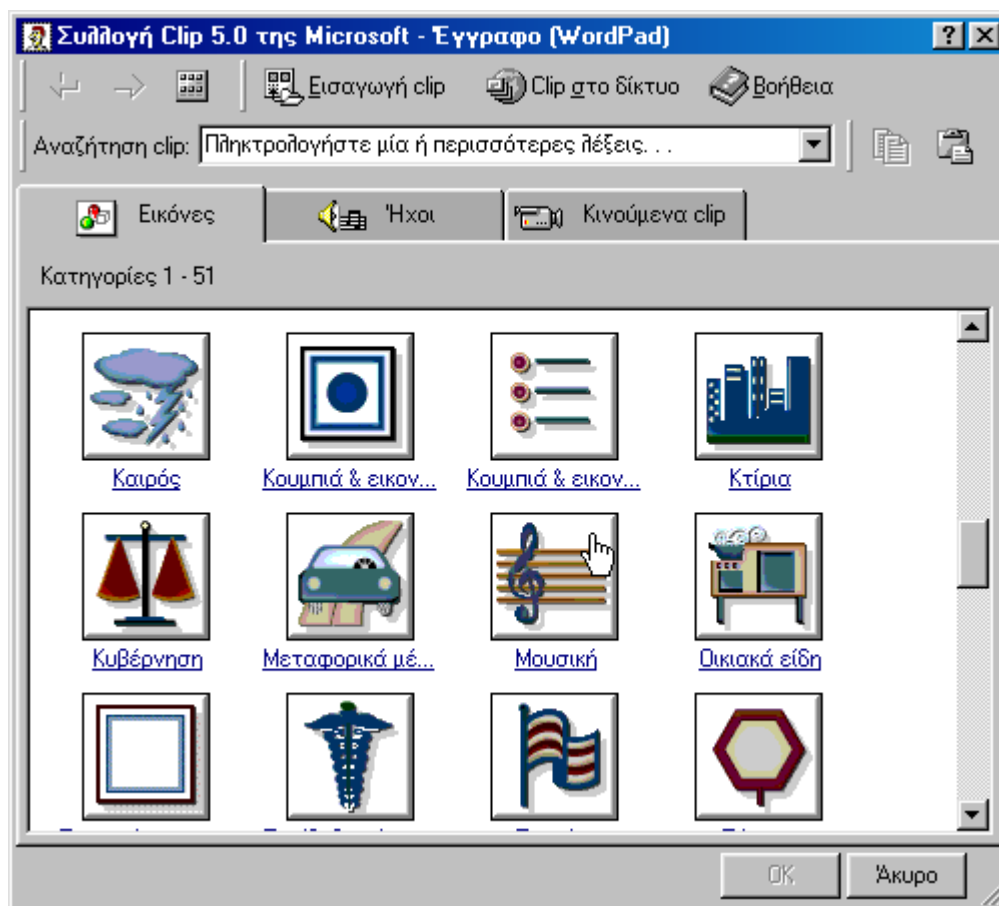 Συλλογή Clip 5.0 της Microsoft - Έγγραφο (WordPad)
Εισαγωγή clip Clip στο δίκτυο Βοήθεια
Αναζήτηση clip: Πληκτρολογήστε μία ή περισσότερες λέξεις. . .
Εικόνες Ήχοι Κινούμενα clip
Κατηγορίες 1 - 51
Καιρός Κουμπιά & εικον... Κουμπιά & εικον... Κτίρια
Κυβέρνηση Μεταφορικά μέ... Μουσική Οικιακά είδη
OK Άκυρο